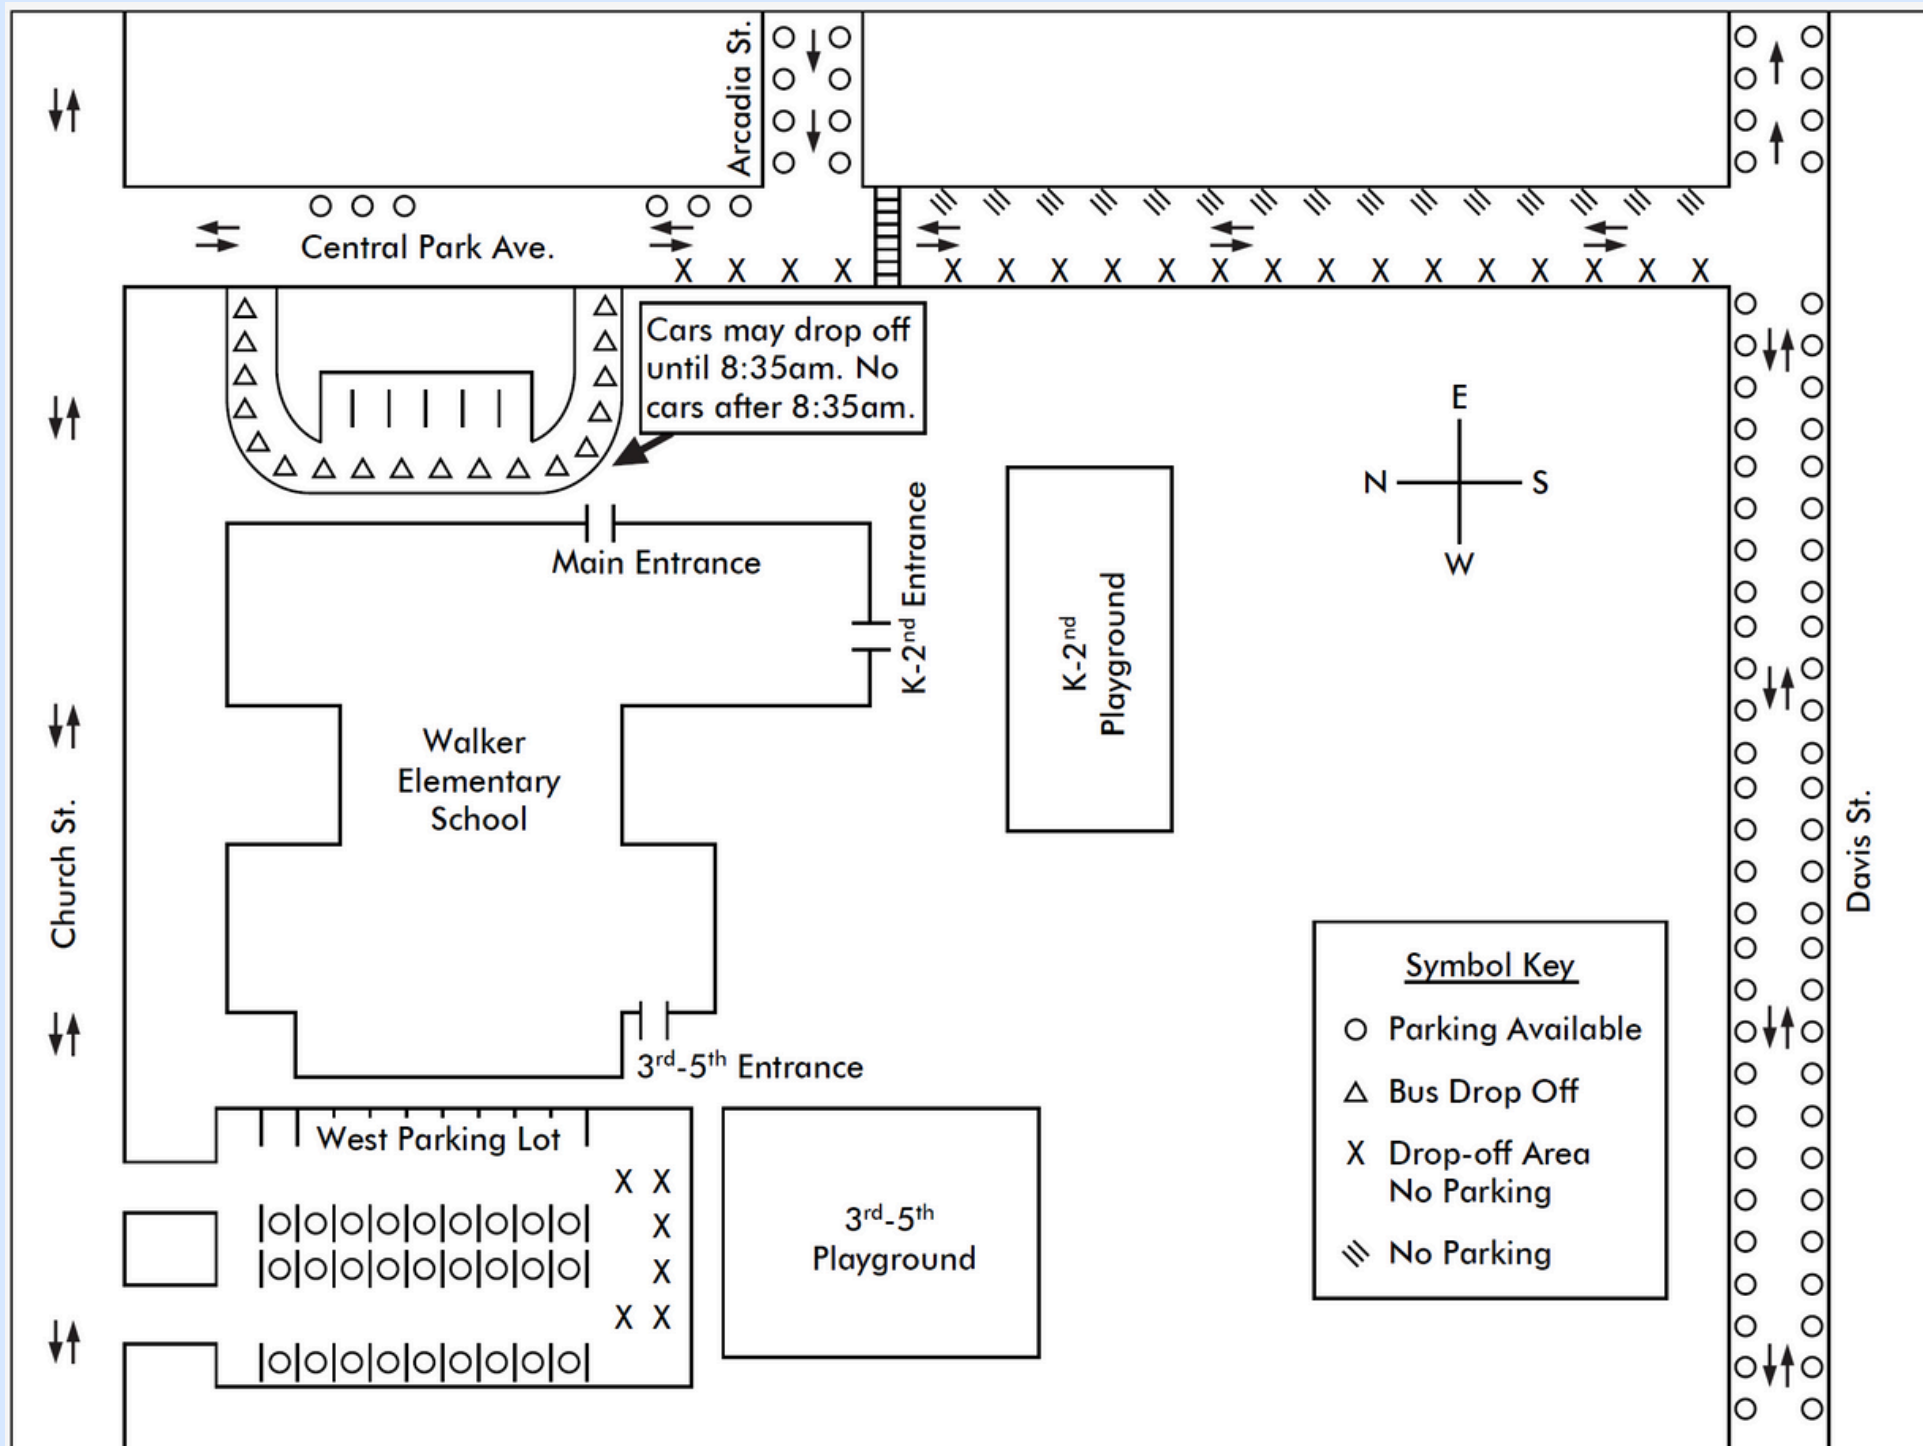 Arcadia St.
Central Park Ave.
Cars may drop off
until 8:35am. No
cars after 8:35am.
E
N
S
W
Main Entrance
K-2nd Entrance
K-2nd
Playground
Walker
Elementary
School
Church St.
Davis St.
3rd-5th Entrance
West Parking Lot
3rd-5th
Playground
Symbol Key
O Parking Available
△ Bus Drop Off
X Drop-off Area
No Parking
No Parking